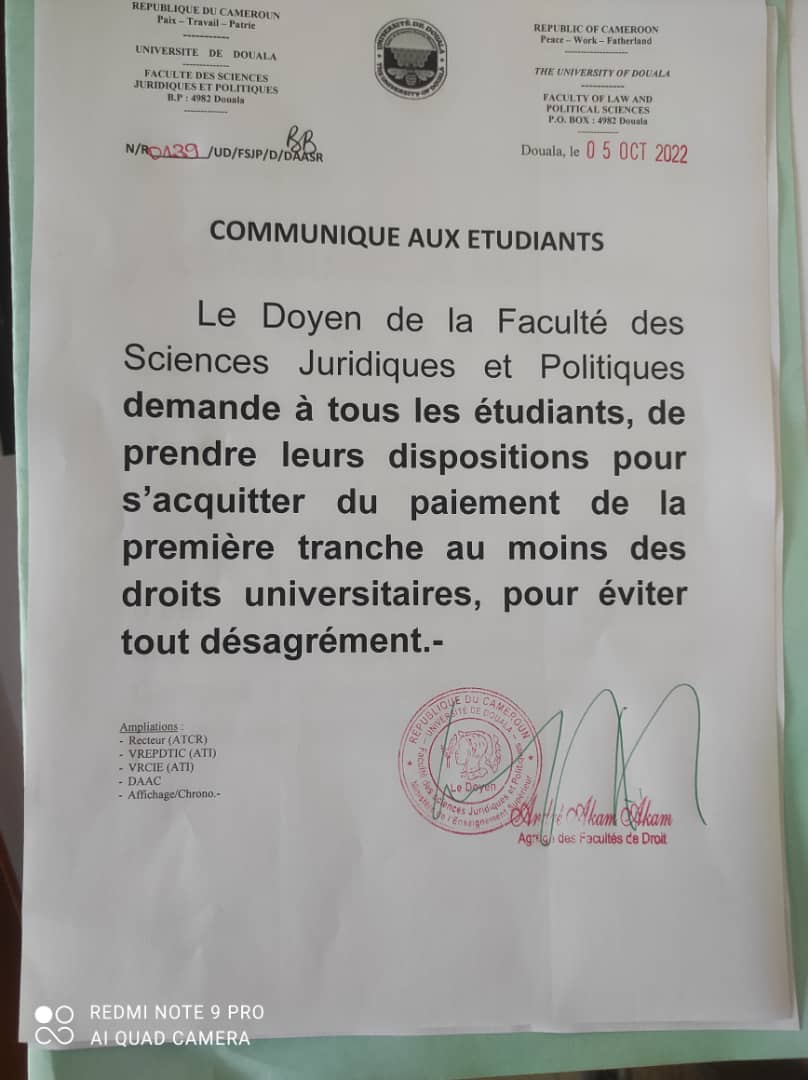 REPUBLIQUE DU CAMEROUN
Paix – Travail – Patrie
-----------
UNIVERSITE DE DOUALA
-----------
FACULTE DES SCIENCES
JURIDIQUES ET POLITIQUES
B.P : 4982 Douala
-----------
UNIVERSITÉ DE DOUALA
THE UNIVERSITY OF DOUALA
REPUBLIC OF CAMEROON
Peace – Work – Fatherland
-----------
THE UNIVERSITY OF DOUALA
-----------
FACULTY OF LAW AND
POLITICAL SCIENCES
P.O. BOX : 4982 Douala
-----------
N/R 0139 /UD/FSJP/D/DAASR
Douala, le 05 OCT 2022
COMMUNIQUE AUX ETUDIANTS
Le Doyen de la Faculté des
Sciences Juridiques et Politiques
demande à tous les étudiants, de
prendre leurs dispositions pour
s’acquitter du paiement de la
première tranche au moins des
droits universitaires, pour éviter
tout désagrément.-
Ampliations :
- Recteur (ATCR)
- VREPDTIC (ATI)
- VRCIE (ATI)
- DAAC
- Affichage/Chrono.-
REPUBLIQUE DU CAMEROUN
UNIVERSITE DE DOUALA
Faculté des Sciences Juridiques et Politiques
Ministère de l'Enseignement Supérieur
Le Doyen
André Akam Akam
Agrégé des Facultés de Droit
REDMI NOTE 9 PRO
AI QUAD CAMERA